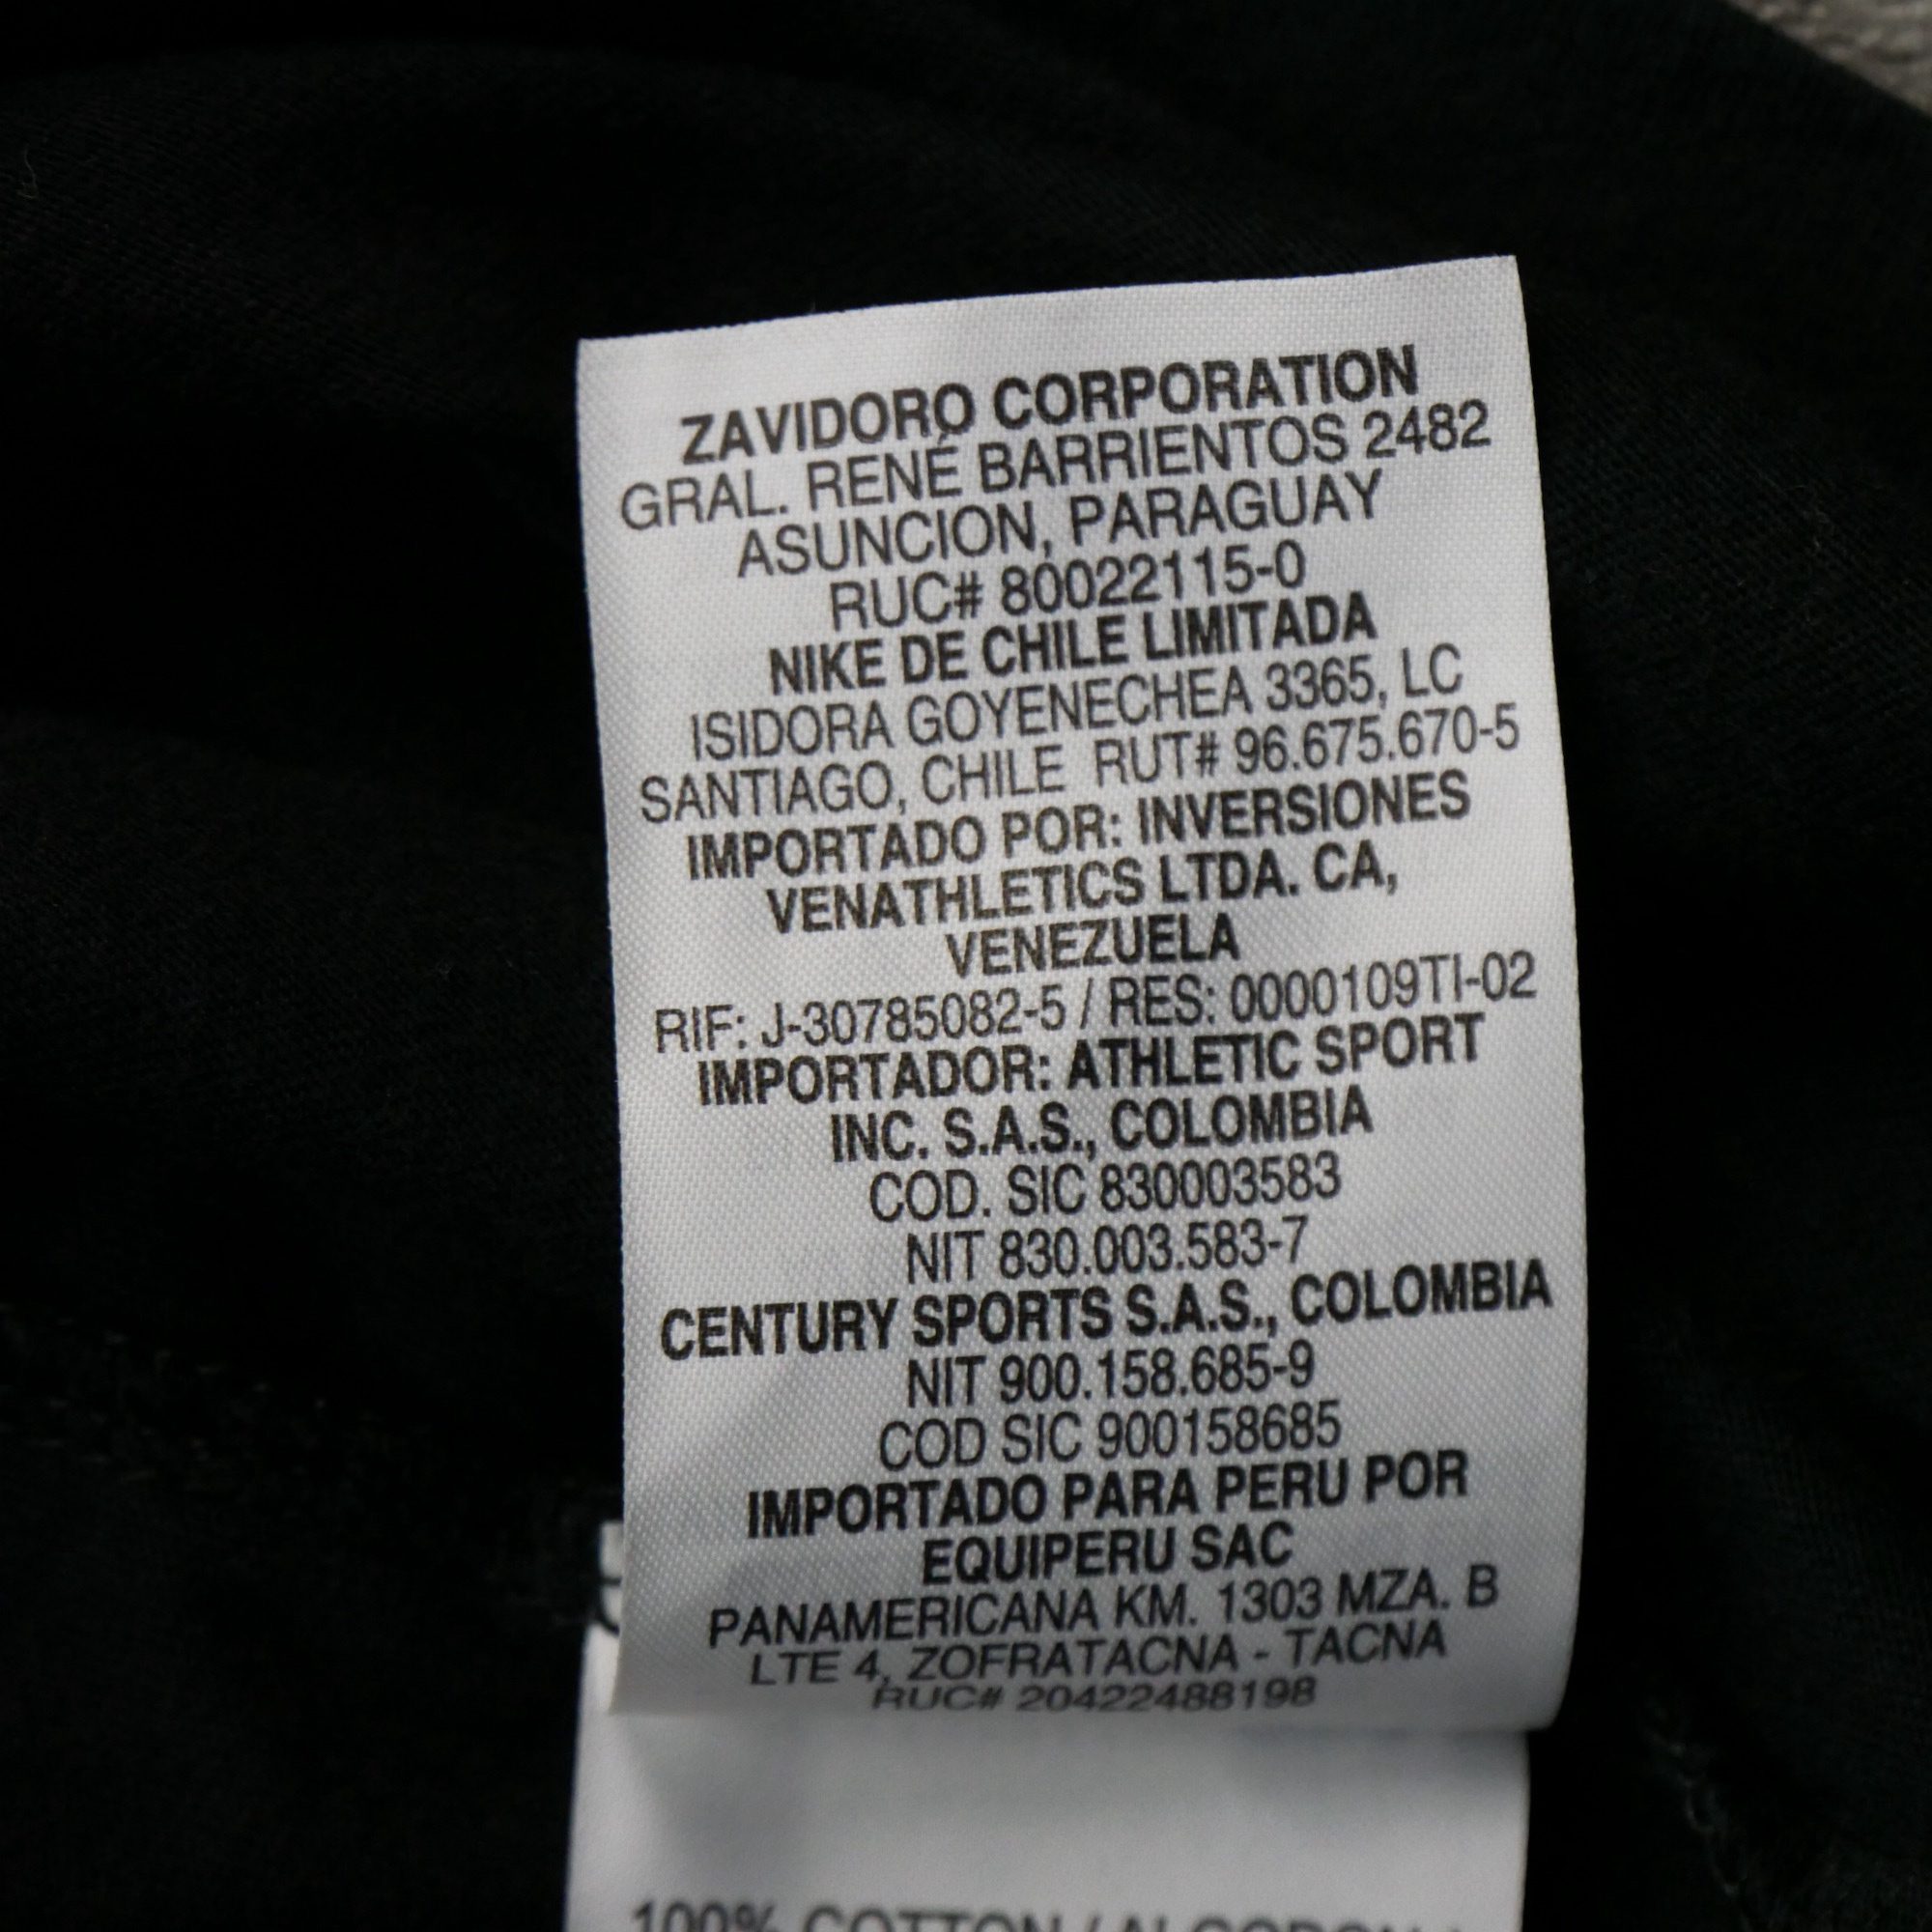 ZAVIDORO CORPORATION
GRAL. RENÉ BARRIENTOS 2482
ASUNCION, PARAGUAY
RUC# 80022115-0
NIKE DE CHILE LIMITADA
ISIDORA GOYENECHEA 3365, LC
SANTIAGO, CHILE RUT# 96.675.670-5
IMPORTADO POR: INVERSIONES
VENATHLETICS LTDA. CA,
VENEZUELA
RIF: J-30785082-5 / RES: 0000109TI-02
IMPORTADOR: ATHLETIC SPORT
INC. S.A.S., COLOMBIA
COD. SIC 830003583
NIT 830.003.583-7
CENTURY SPORTS S.A.S., COLOMBIA
NIT 900.158.685-9
COD SIC 900158685
IMPORTADO PARA PERU POR
EQUIPERU SAC
PANAMERICANA KM. 1303 MZA. B
LTE 4, ZOFRATACNA - TACNA
RUC# 20422488198
100% COTTON / ALGODON